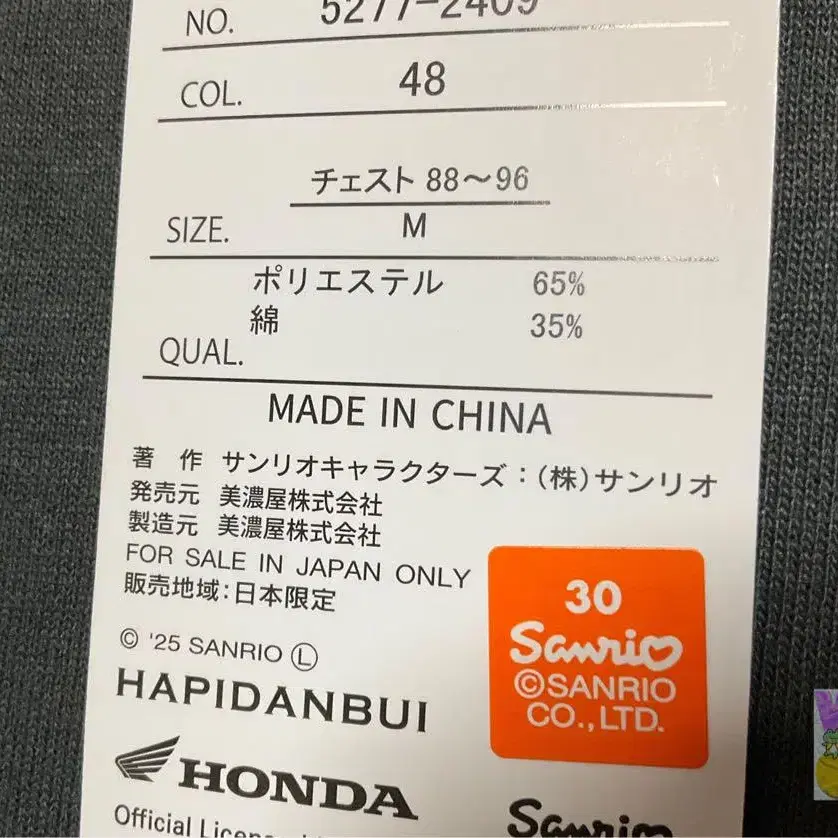 NO. 5277-2409
COL. 48
チェスト 88〜96
SIZE. M
ポリエステル 65%
綿 35%
QUAL.
MADE IN CHINA
著 作 サンリオキャラクターズ：(株)サンリオ
発売元 美濃屋株式会社
製造元 美濃屋株式会社
FOR SALE IN JAPAN ONLY
販売地域：日本限定
© '25 SANRIO Ⓛ
HAPIDANBUI
HONDA
Official
30
Sanrio
©SANRIO
CO.,LTD.
Sanrio